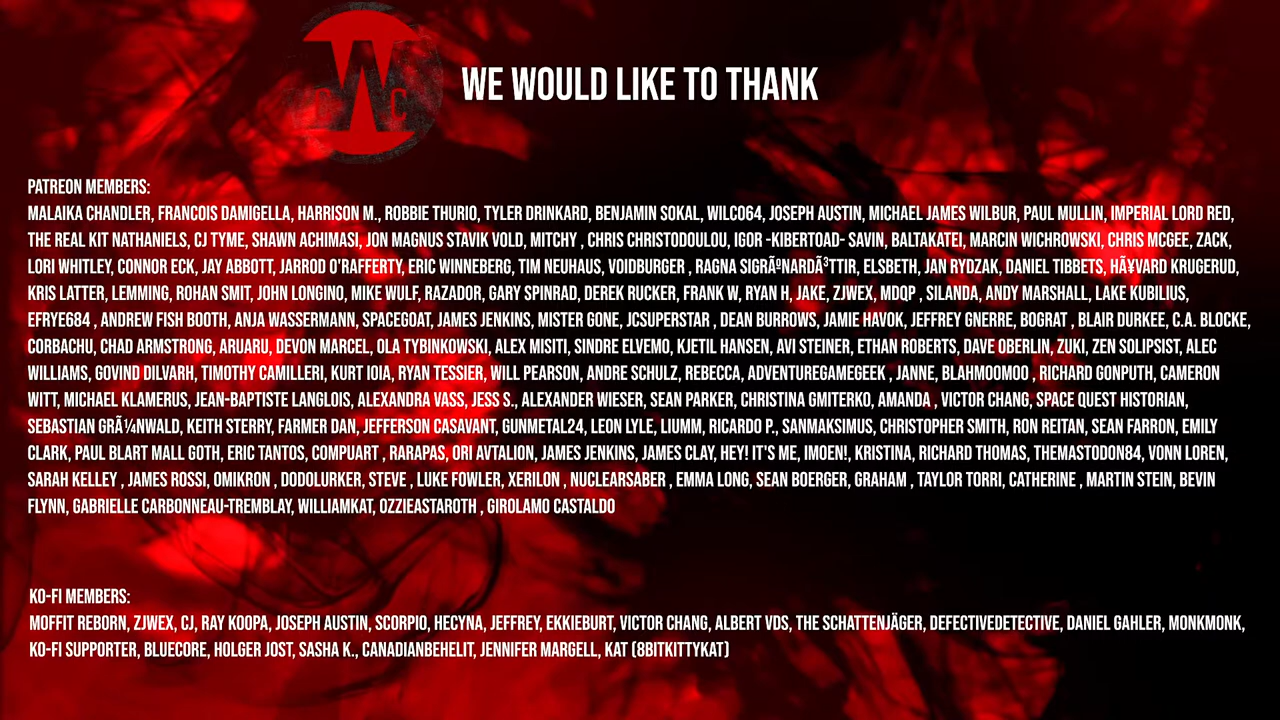 W
C C
WE WOULD LIKE TO THANK
PATREON MEMBERS:
MALAIKA CHANDLER, FRANCOIS DAMIGELLA, HARRISON M., ROBBIE THURIO, TYLER DRINKARD, BENJAMIN SOKAL, WILCO64, JOSEPH AUSTIN, MICHAEL JAMES WILBUR, PAUL MULLIN, IMPERIAL LORD RED,
THE REAL KIT NATHANIELS, CJ TYME, SHAWN ACHIMASI, JON MAGNUS STAVIK VOLD, MITCHY , CHRIS CHRISTODOULOU, IGOR -KIBERTOAD- SAVIN, BALTAKATEI, MARCIN WICHROWSKI, CHRIS MCGEE, ZACK,
LORI WHITLEY, CONNOR ECK, JAY ABBOTT, JARROD O'RAFFERTY, ERIC WINNEBERG, TIM NEUHAUS, VOIDBURGER , RAGNA SIGRÃºNARDÃ³TTIR, ELSBETH, JAN RYDZAK, DANIEL TIBBETS, HÃ¥VARD KRUGERUD,
KRIS LATTER, LEMMING, ROHAN SMIT, JOHN LONGINO, MIKE WULF, RAZADOR, GARY SPINRAD, DEREK RUCKER, FRANK W, RYAN H, JAKE, ZJWEX, MDQP , SILANDA, ANDY MARSHALL, LAKE KUBILIUS,
EFRYE684 , ANDREW FISH BOOTH, ANJA WASSERMANN, SPACEGOAT, JAMES JENKINS, MISTER GONE, JCSUPERSTAR , DEAN BURROWS, JAMIE HAVOK, JEFFREY GNERRE, BOGRAT , BLAIR DURKEE, C.A. BLOCKE,
CORBACHU, CHAD ARMSTRONG, ARUARU, DEVON MARCEL, OLA TYBINKOWSKI, ALEX MISITI, SINDRE ELVEMO, KJETIL HANSEN, AVI STEINER, ETHAN ROBERTS, DAVE OBERLIN, ZUKI, ZEN SOLIPSIST, ALEC
WILLIAMS, GOVIND DILVARH, TIMOTHY CAMILLERI, KURT IOIA, RYAN TESSIER, WILL PEARSON, ANDRE SCHULZ, REBECCA, ADVENTUREGAMEGEEK , JANNE, BLAHMOOMOO , RICHARD GONPUTH, CAMERON
WITT, MICHAEL KLAMERUS, JEAN-BAPTISTE LANGLOIS, ALEXANDRA VASS, JESS S., ALEXANDER WIESER, SEAN PARKER, CHRISTINA GMITERKO, AMANDA , VICTOR CHANG, SPACE QUEST HISTORIAN,
SEBASTIAN GRÃ¼NWALD, KEITH STERRY, FARMER DAN, JEFFERSON CASAVANT, GUNMETAL24, LEON LYLE, LIUMM, RICARDO P., SANMAKSIMUS, CHRISTOPHER SMITH, RON REITAN, SEAN FARRON, EMILY
CLARK, PAUL BLART MALL GOTH, ERIC TANTOS, COMPUART , RARAPAS, ORI AVTALION, JAMES JENKINS, JAMES CLAY, HEY! IT'S ME, IMOEN!, KRISTINA, RICHARD THOMAS, THEMASTODON84, VONN LOREN,
SARAH KELLEY , JAMES ROSSI, OMIKRON , DODOLURKER, STEVE , LUKE FOWLER, XERILON , NUCLEARSABER , EMMA LONG, SEAN BOERGER, GRAHAM , TAYLOR TORRI, CATHERINE , MARTIN STEIN, BEVIN
FLYNN, GABRIELLE CARBONNEAU-TREMBLAY, WILLIAMKAT, OZZIEASTAROTH , GIROLAMO CASTALDO
KO-FI MEMBERS:
MOFFIT REBORN, ZJWEX, CJ, RAY KOOPA, JOSEPH AUSTIN, SCORPIO, HECYNA, JEFFREY, EKKIEBURT, VICTOR CHANG, ALBERT VDS, THE SCHATTENJÄGER, DEFECTIVEDETECTIVE, DANIEL GAHLER, MONKMONK,
KO-FI SUPPORTER, BLUECORE, HOLGER JOST, SASHA K., CANADIANBEHELIT, JENNIFER MARGELL, KAT (8BITKITTYKAT)